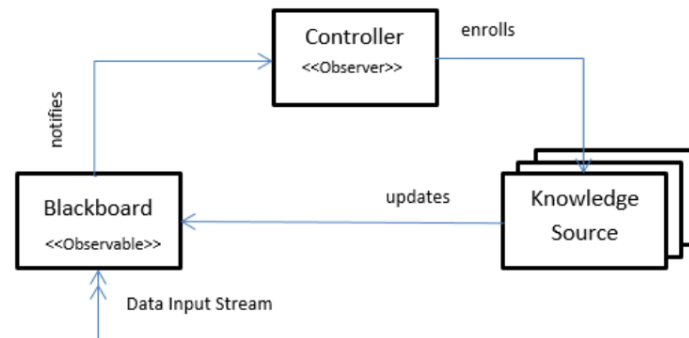 Controller
<<Observer>>
enrolls
notifies
Blackboard
<<Observable>>
updates
Knowledge
Source
Data Input Stream